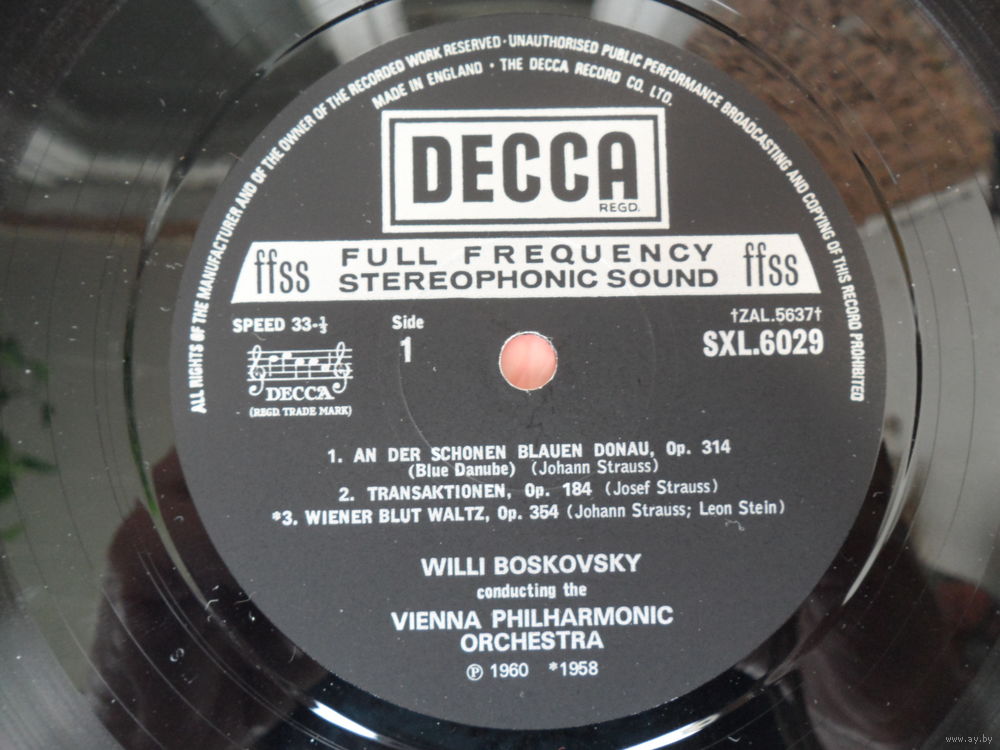 ALL RIGHTS OF THE MANUFACTURER AND OF THE OWNER OF THE RECORDED WORK RESERVED · UNAUTHORISED PUBLIC PERFORMANCE BROADCASTING AND COPYING OF THIS RECORD PROHIBITED
MADE IN ENGLAND · THE DECCA RECORD CO. LTD.
DECCA
REGD.
ffss FULL FREQUENCY ffss
STEREOPHONIC SOUND
SPEED 33-⅓ Side †ZAL.5637†
1 SXL.6029
DECCA
(REGD. TRADE MARK)
1. AN DER SCHONEN BLAUEN DONAU, Op. 314
(Blue Danube) (Johann Strauss)
2. TRANSAKTIONEN, Op. 184 (Josef Strauss)
*3. WIENER BLUT WALTZ, Op. 354 (Johann Strauss; Leon Stein)
WILLI BOSKOVSKY
conducting the
VIENNA PHILHARMONIC
ORCHESTRA
℗ 1960 *1958
www.ay.by